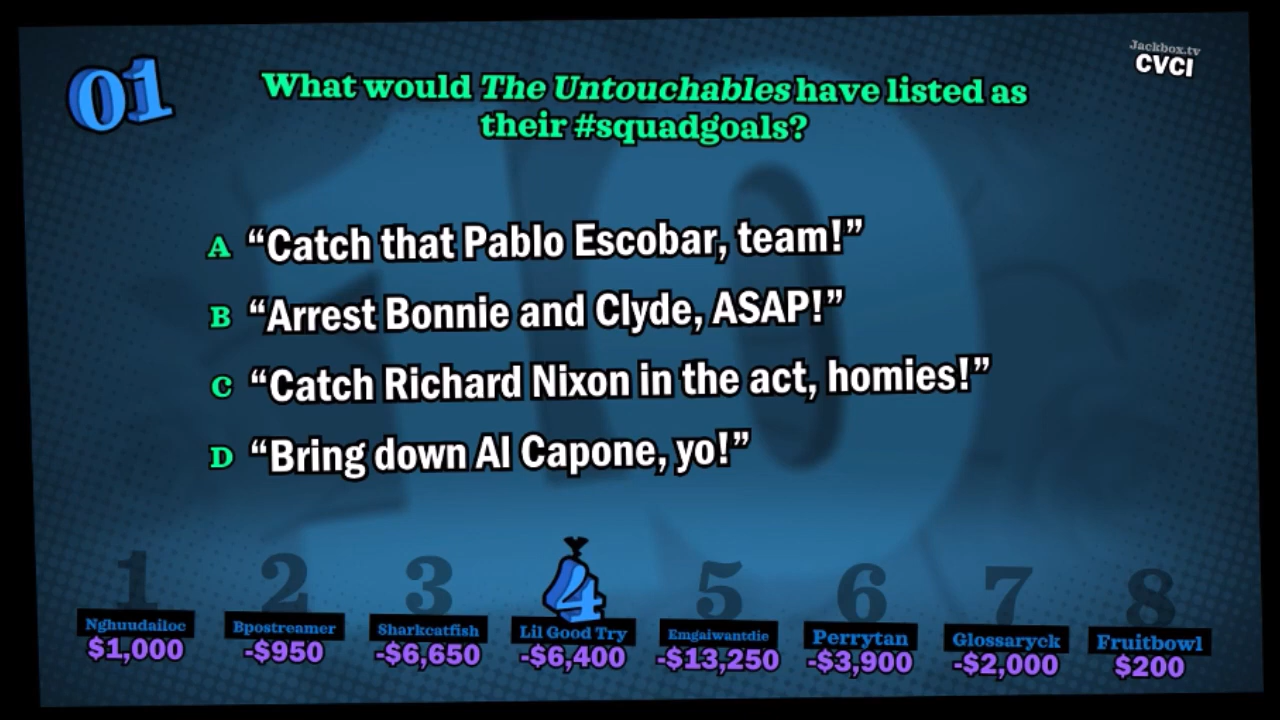 01
What would The Untouchables have listed as
their #squadgoals?
Jackbox.tv
CVCI
A “Catch that Pablo Escobar, team!”
B “Arrest Bonnie and Clyde, ASAP!”
C “Catch Richard Nixon in the act, homies!”
D “Bring down Al Capone, yo!”
10
1 2 3 4 5 6 7 8
Nghuudailoc Bpostreamer Sharkcatfish Lil Good Try Emgaiwantdie Perrytan Glossaryck Fruitbowl
$1,000 -$950 -$6,650 -$6,400 -$13,250 -$3,900 -$2,000 $200